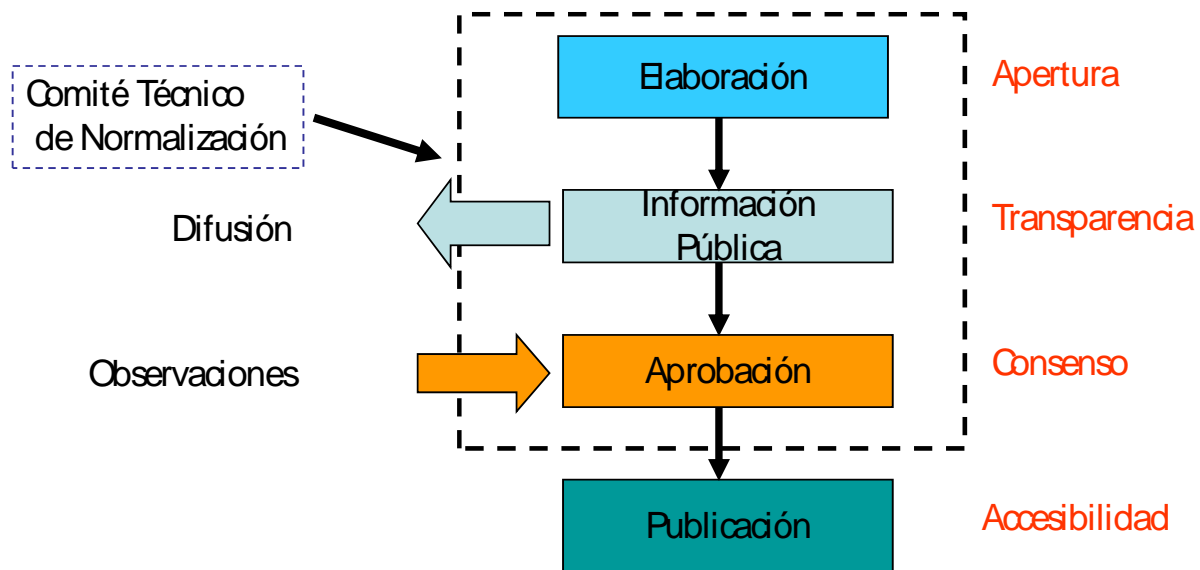 Elaboración
Apertura
Comité Técnico
de Normalización
Difusión
Información
Pública
Transparencia
Observaciones
Aprobación
Consenso
Publicación
Accesibilidad